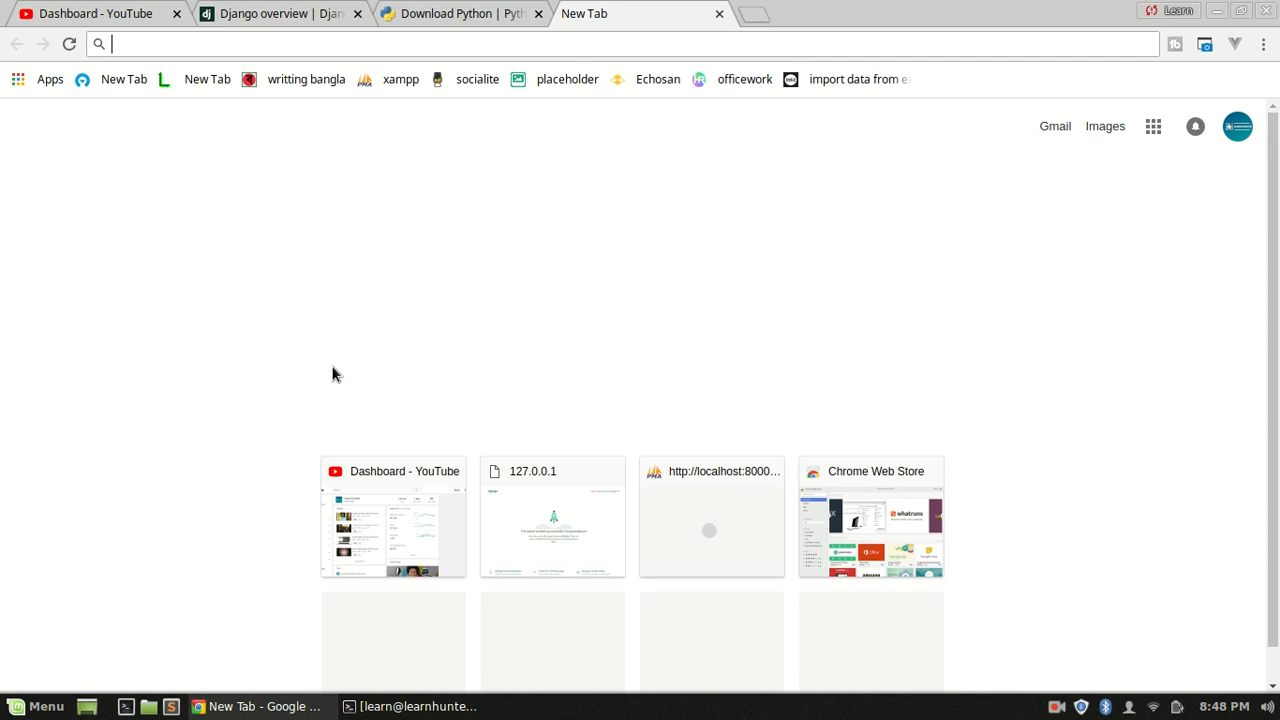 Dashboard - YouTube
Django overview | Djan
Download Python | Pyth
New Tab
Learn
Apps
New Tab
New Tab
writting bangla
xampp
socialite
placeholder
Echosan
officework
import data from e
Gmail
Images
Dashboard - YouTube
127.0.0.1
http://localhost:8000...
Chrome Web Store
whatruns
Office
Menu
New Tab - Google ...
[learn@learnhunte...
8:48 PM